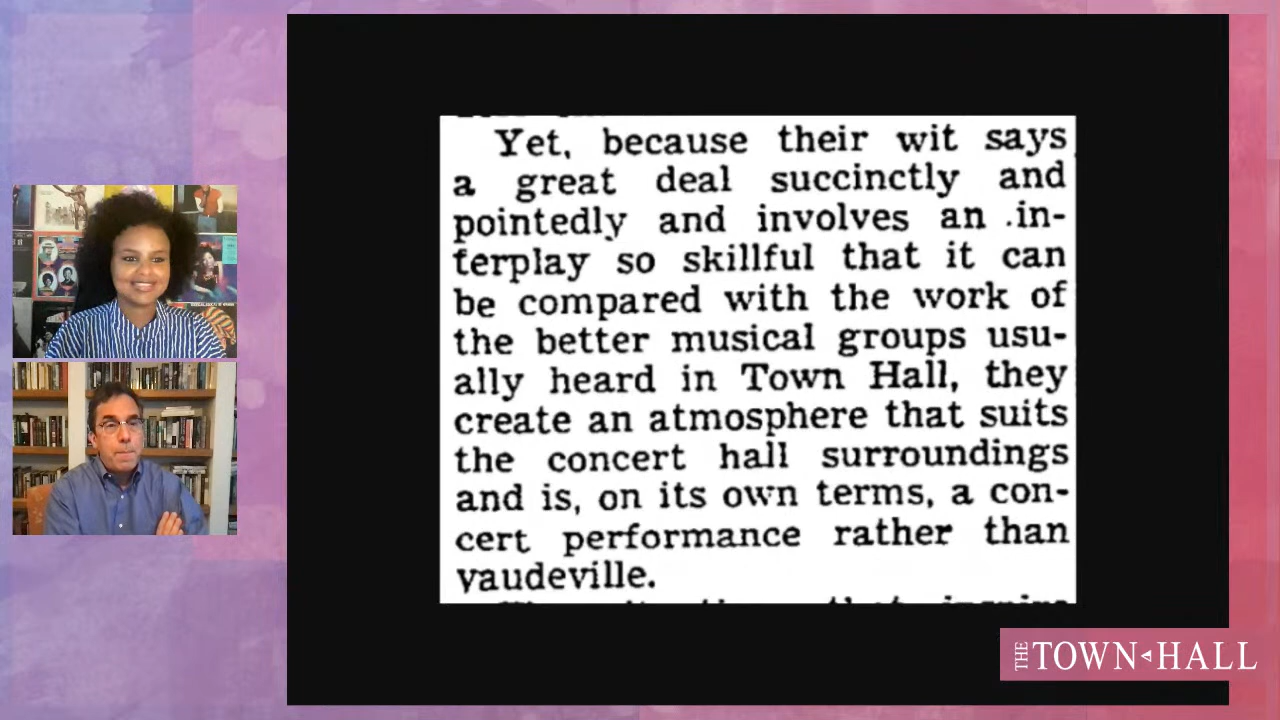 Yet, because their wit says
a great deal succinctly and
pointedly and involves an in-
terplay so skillful that it can
be compared with the work of
the better musical groups usu-
ally heard in Town Hall, they
create an atmosphere that suits
the concert hall surroundings
and is, on its own terms, a con-
cert performance rather than
vaudeville.
THE TOWN HALL